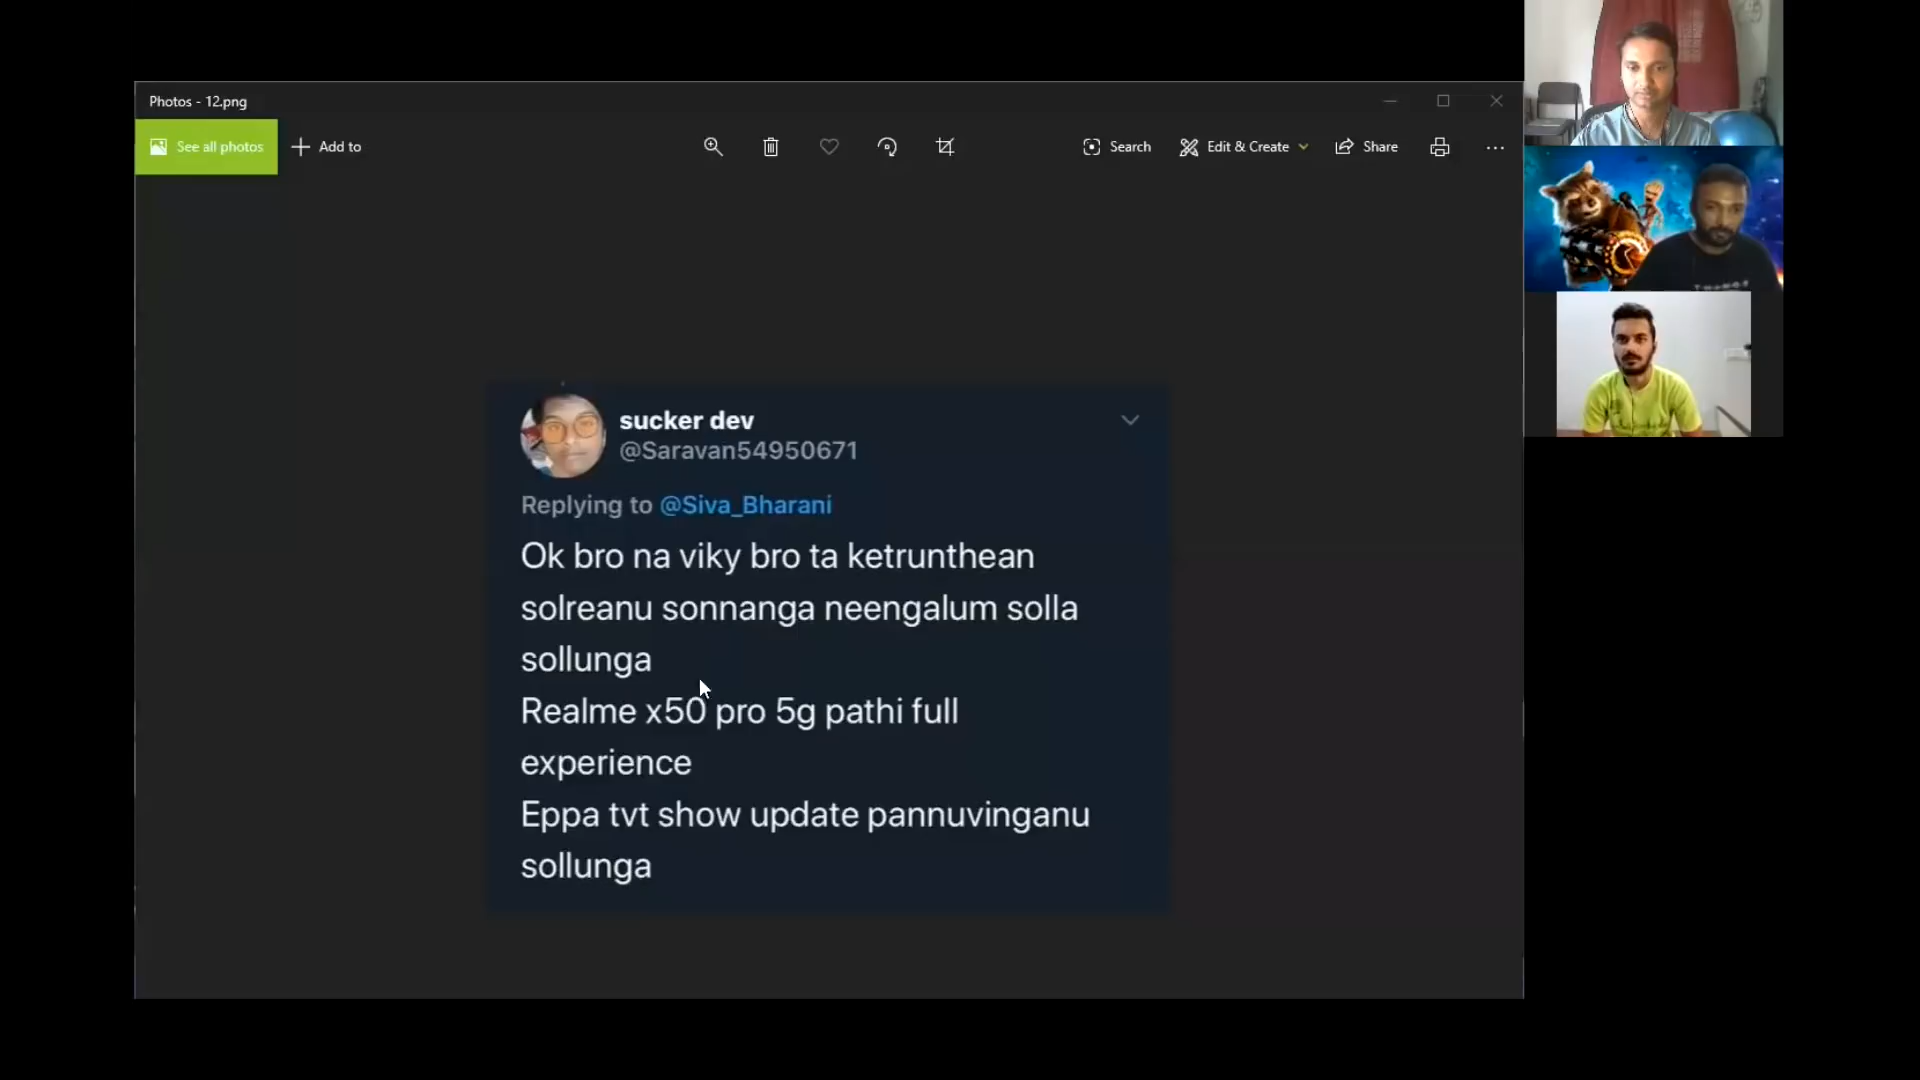 Photos - 12.png
See all photos
Add to
Search
Edit & Create
Share
sucker dev
@Saravan54950671
Replying to @Siva_Bharani
Ok bro na viky bro ta ketrunthean
solreanu sonnanga neengalum solla
sollunga
Realme x50 pro 5g pathi full
experience
Eppa tvt show update pannuvinganu
sollunga